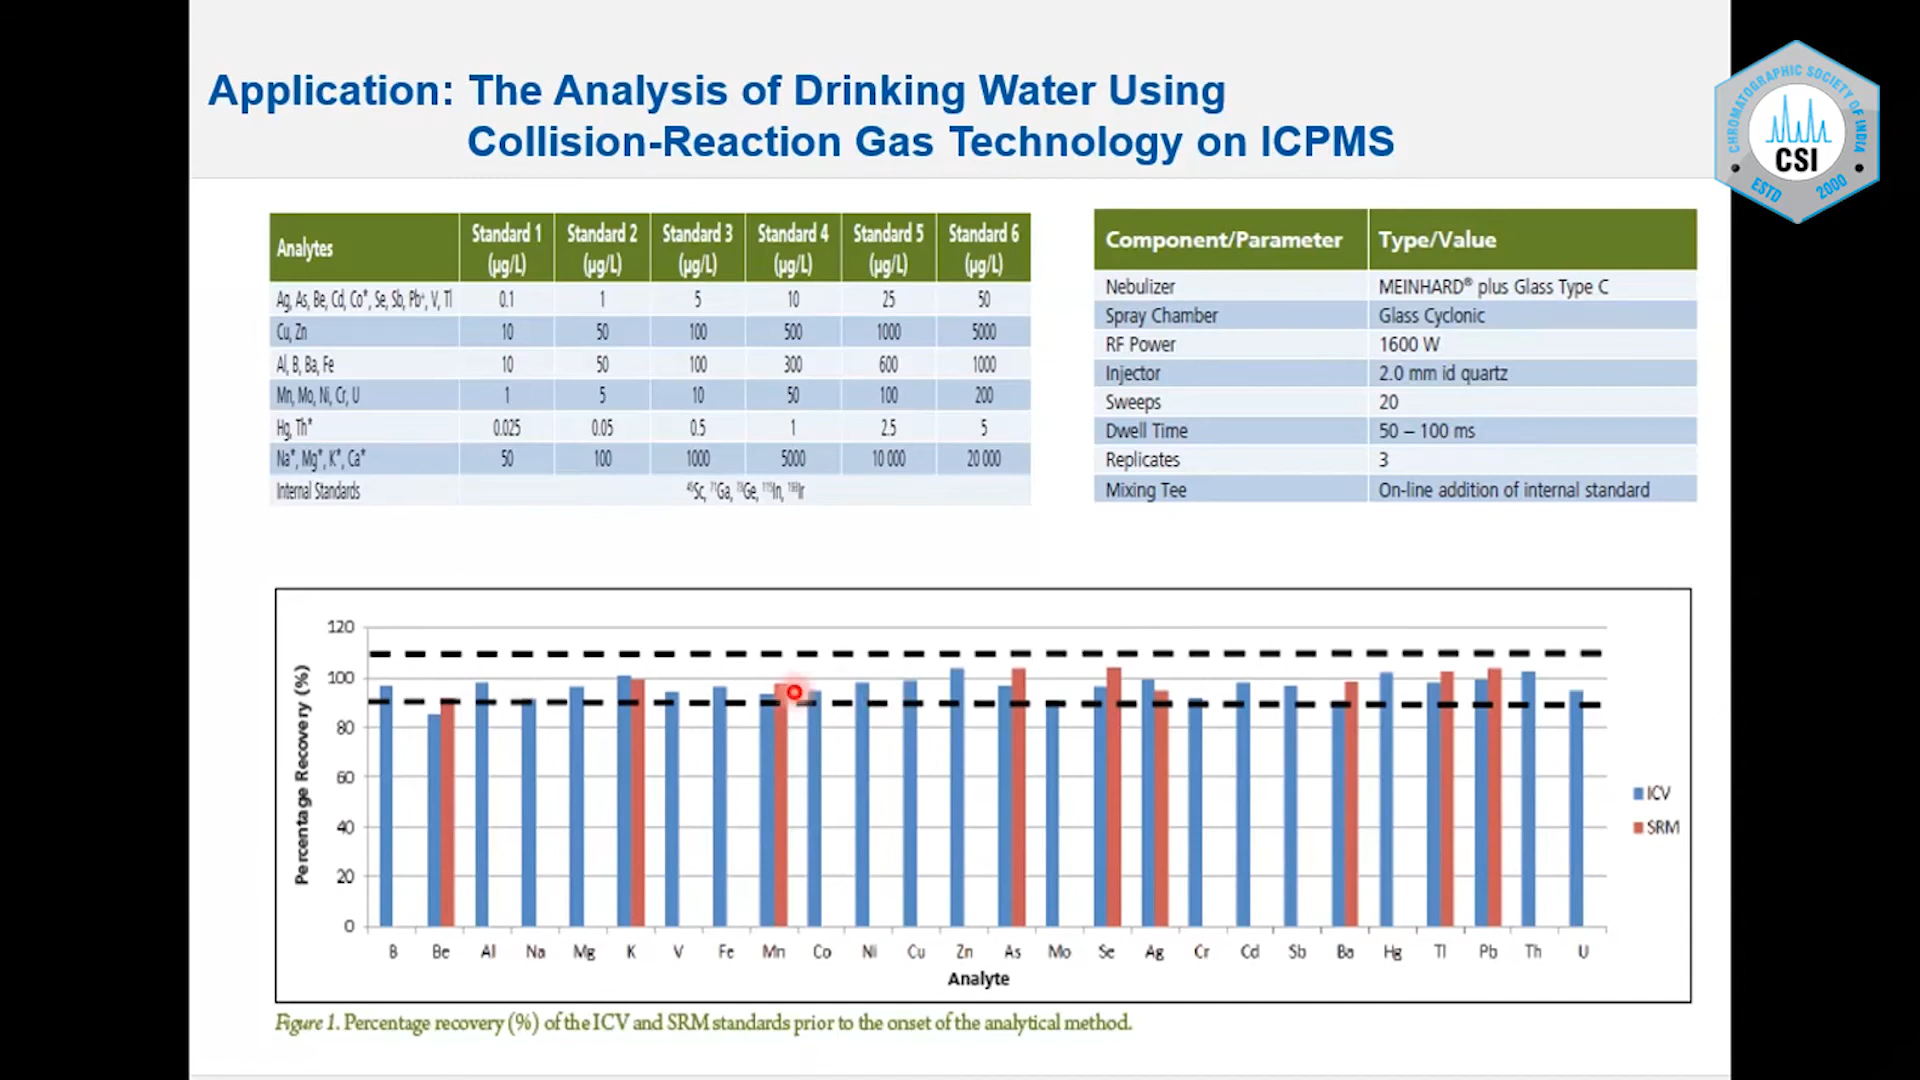 Application: The Analysis of Drinking Water Using
Collision-Reaction Gas Technology on ICPMS
CHROMATOGRAPHIC SOCIETY OF INDIA
CSI
ESTD 2000
Analytes Standard 1 (µg/L) Standard 2 (µg/L) Standard 3 (µg/L) Standard 4 (µg/L) Standard 5 (µg/L) Standard 6 (µg/L)
Ag, As, Be, Cd, Co*, Se, Sb, Pb⁺, V, Tl 0.1 1 5 10 25 50
Cu, Zn 10 50 100 500 1000 5000
Al, B, Ba, Fe 10 50 100 300 600 1000
Mn, Mo, Ni, Cr, U 1 5 10 50 100 200
Hg, Th* 0.025 0.05 0.5 1 2.5 5
Na*, Mg*, K*, Ca* 50 100 1000 5000 10 000 20 000
Internal Standards ⁴⁵Sc, ⁷¹Ga, Ge, ¹¹⁵In, ¹⁹³Ir
Component/Parameter Type/Value
Nebulizer MEINHARD® plus Glass Type C
Spray Chamber Glass Cyclonic
RF Power 1600 W
Injector 2.0 mm id quartz
Sweeps 20
Dwell Time 50 – 100 ms
Replicates 3
Mixing Tee On-line addition of internal standard
Percentage Recovery (%)
120
100
80
60
40
20
0
B Be Al Na Mg K V Fe Mn Co Ni Cu Zn As Mo Se Ag Cr Cd Sb Ba Hg Tl Pb Th U
Analyte
ICV
SRM
Figure 1. Percentage recovery (%) of the ICV and SRM standards prior to the onset of the analytical method.